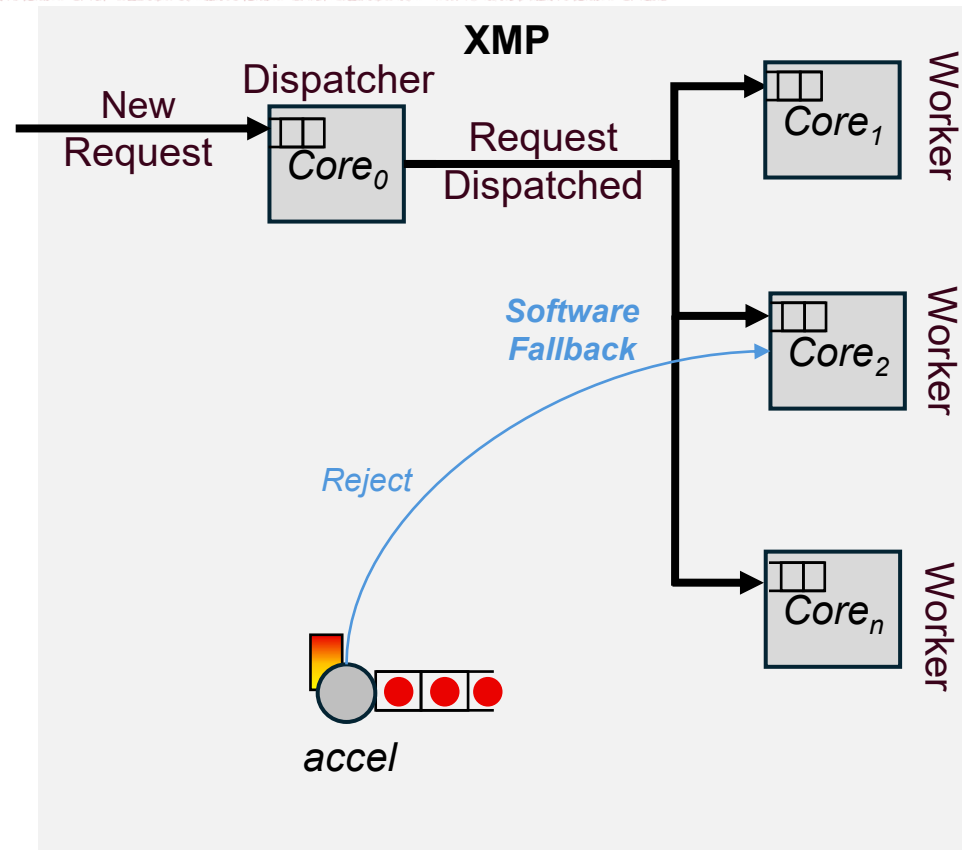 XMP
Dispatcher
New
Request
Core₀
Request
Dispatched
Core₁
Worker
Software
Fallback
Core₂
Worker
Reject
Coreₙ
Worker
accel